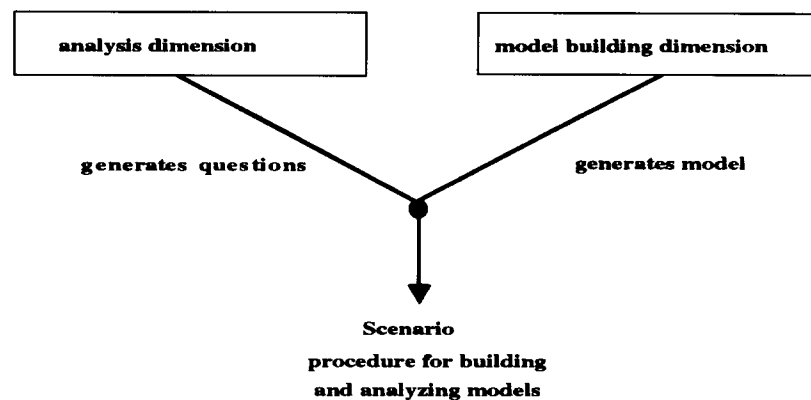 analysis dimension
model building dimension
generates questions
generates model
Scenario
procedure for building
and analyzing models